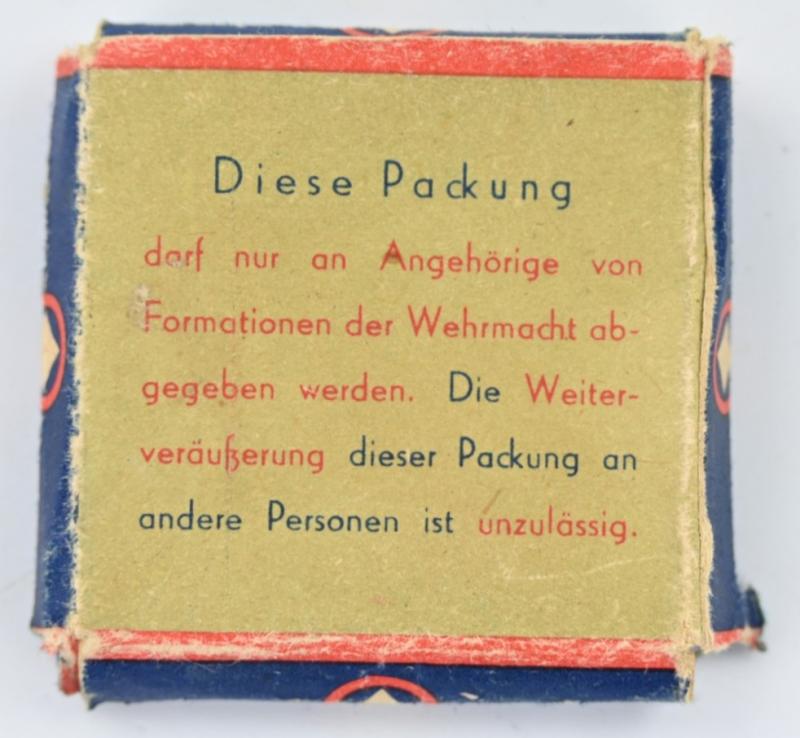 Diese Packung
darf nur an Angehörige von
Formationen der Wehrmacht ab-
gegeben werden. Die Weiter-
veräußerung dieser Packung an
andere Personen ist unzulässig.